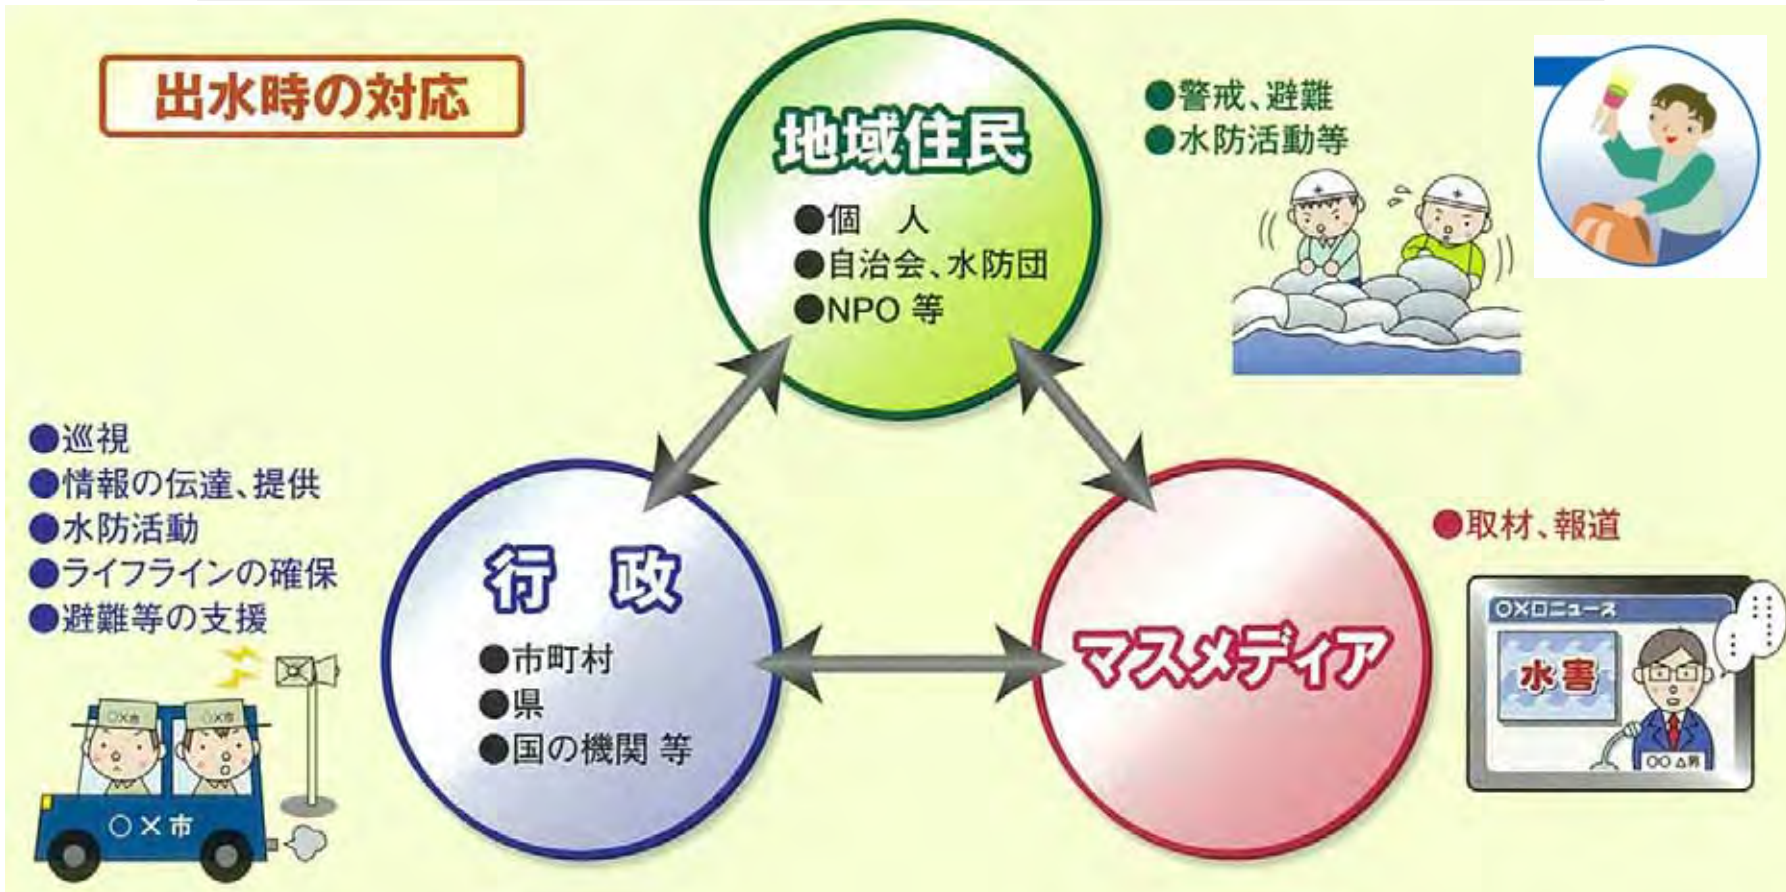 出水時の対応
地域住民
●個　人
●自治会、水防団
●NPO 等
●警戒、避難
●水防活動等
●巡視
●情報の伝達、提供
●水防活動
●ライフラインの確保
●避難等の支援
○×市
○×市
○×市
行　政
●市町村
●県
●国の機関 等
マスメディア
●取材、報道
○×□ニュース
水害
○○ △男